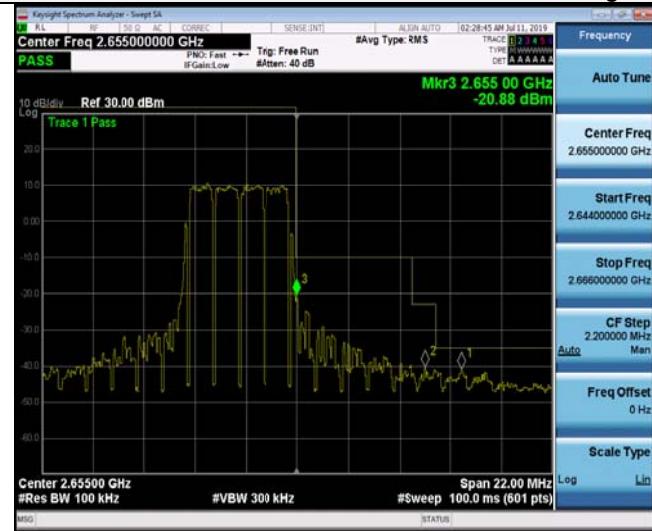 Keysight Spectrum Analyzer - Swept SA
RL RF 50 Ω AC CORREC SENSE:INT ALIGN AUTO 02:28:45 AM Jul 11, 2019
Center Freq 2.655000000 GHz #Avg Type: RMS TRACE 1 2 3 4 5 6
PASS PNO: Fast Trig: Free Run TYPE
IFGain:Low #Atten: 40 dB DET A A A A A A
Mkr3 2.655 00 GHz
-20.88 dBm
10 dB/div Ref 30.00 dBm
Log
Trace 1 Pass
20.0
10.0
0.00
-10.0
-20.0
-30.0
-40.0
-50.0
-60.0
3
2
1
Center 2.65500 GHz Span 22.00 MHz
#Res BW 100 kHz #VBW 300 kHz #Sweep 100.0 ms (601 pts)
MSG STATUS
Frequency
Auto Tune
Center Freq
2.655000000 GHz
Start Freq
2.644000000 GHz
Stop Freq
2.666000000 GHz
CF Step
2.200000 MHz
Auto Man
Freq Offset
0 Hz
Scale Type
Log Lin